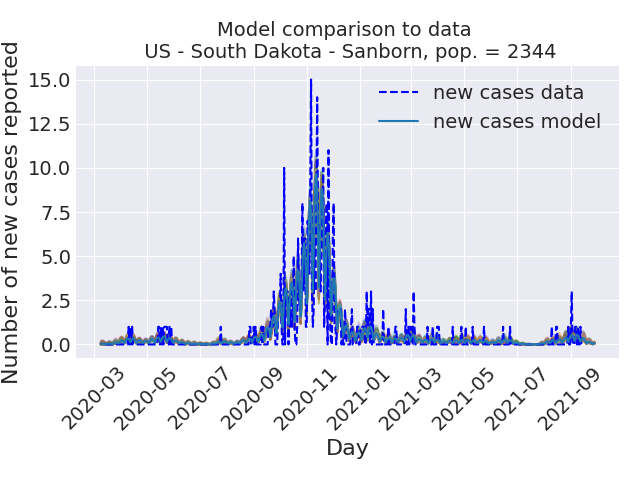 Model comparison to data
US - South Dakota - Sanborn, pop. = 2344
Number of new cases reported
15.0
12.5
10.0
7.5
5.0
2.5
0.0
new cases data
new cases model
2020-03
2020-05
2020-07
2020-09
2020-11
2021-01
2021-03
2021-05
2021-07
2021-09
Day